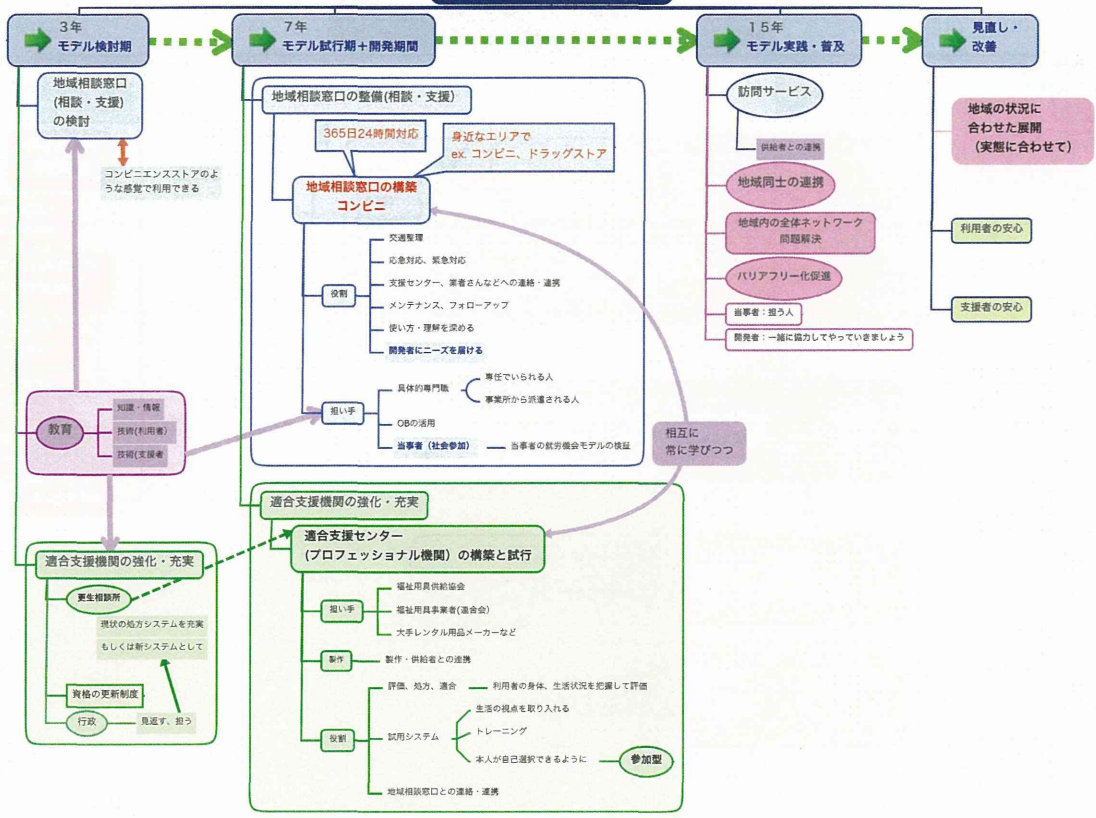 3年
モデル検討期
7年
モデル試行期+開発期間
15年
モデル実践・普及
見直し・
改善
地域相談窓口
(相談・支援)
の検討
コンビニエンスストアのよ
うな感覚で利用できる
教育
知識・情報
技術(利用者)
技術(支援者
適合支援機関の強化・充実
更生相談所
現状の処方システムを充実
もしくは新システムとして
資格の更新制度
行政
見返す、担う
地域相談窓口の整備(相談・支援)
365日24時間対応
身近なエリアで
ex. コンビニ、ドラッグストア
地域相談窓口の構築
コンビニ
役割
交通整理
応急対応、緊急対応
支援センター、業者さんなどへの連絡・連携
メンテナンス、フォローアップ
使い方・理解を深める
開発者にニーズを届ける
担い手
具体的専門職
専任でいられる人
事業所から派遣される人
OBの活用
当事者(社会参加)
当事者の就労機会モデルの検証
相互に
常に学びつつ
適合支援機関の強化・充実
適合支援センター
(プロフェッショナル機関)の構築と試行
担い手
福祉用具供給協会
福祉用具事業者(連合会)
大手レンタル用品メーカーなど
製作
製作・供給者との連携
役割
評価、処方、適合
利用者の身体、生活状況を把握して評価
試用システム
生活の視点を取り入れる
トレーニング
本人が自己選択できるように
参加型
地域相談窓口との連絡・連携
訪問サービス
供給者との連携
地域同士の連携
地域内の全体ネットワーク
問題解決
バリアフリー化促進
当事者:担う人
開発者:一緒に協力してやっていきましょう
地域の状況に
合わせた展開
(実態に合わせて)
利用者の安心
支援者の安心